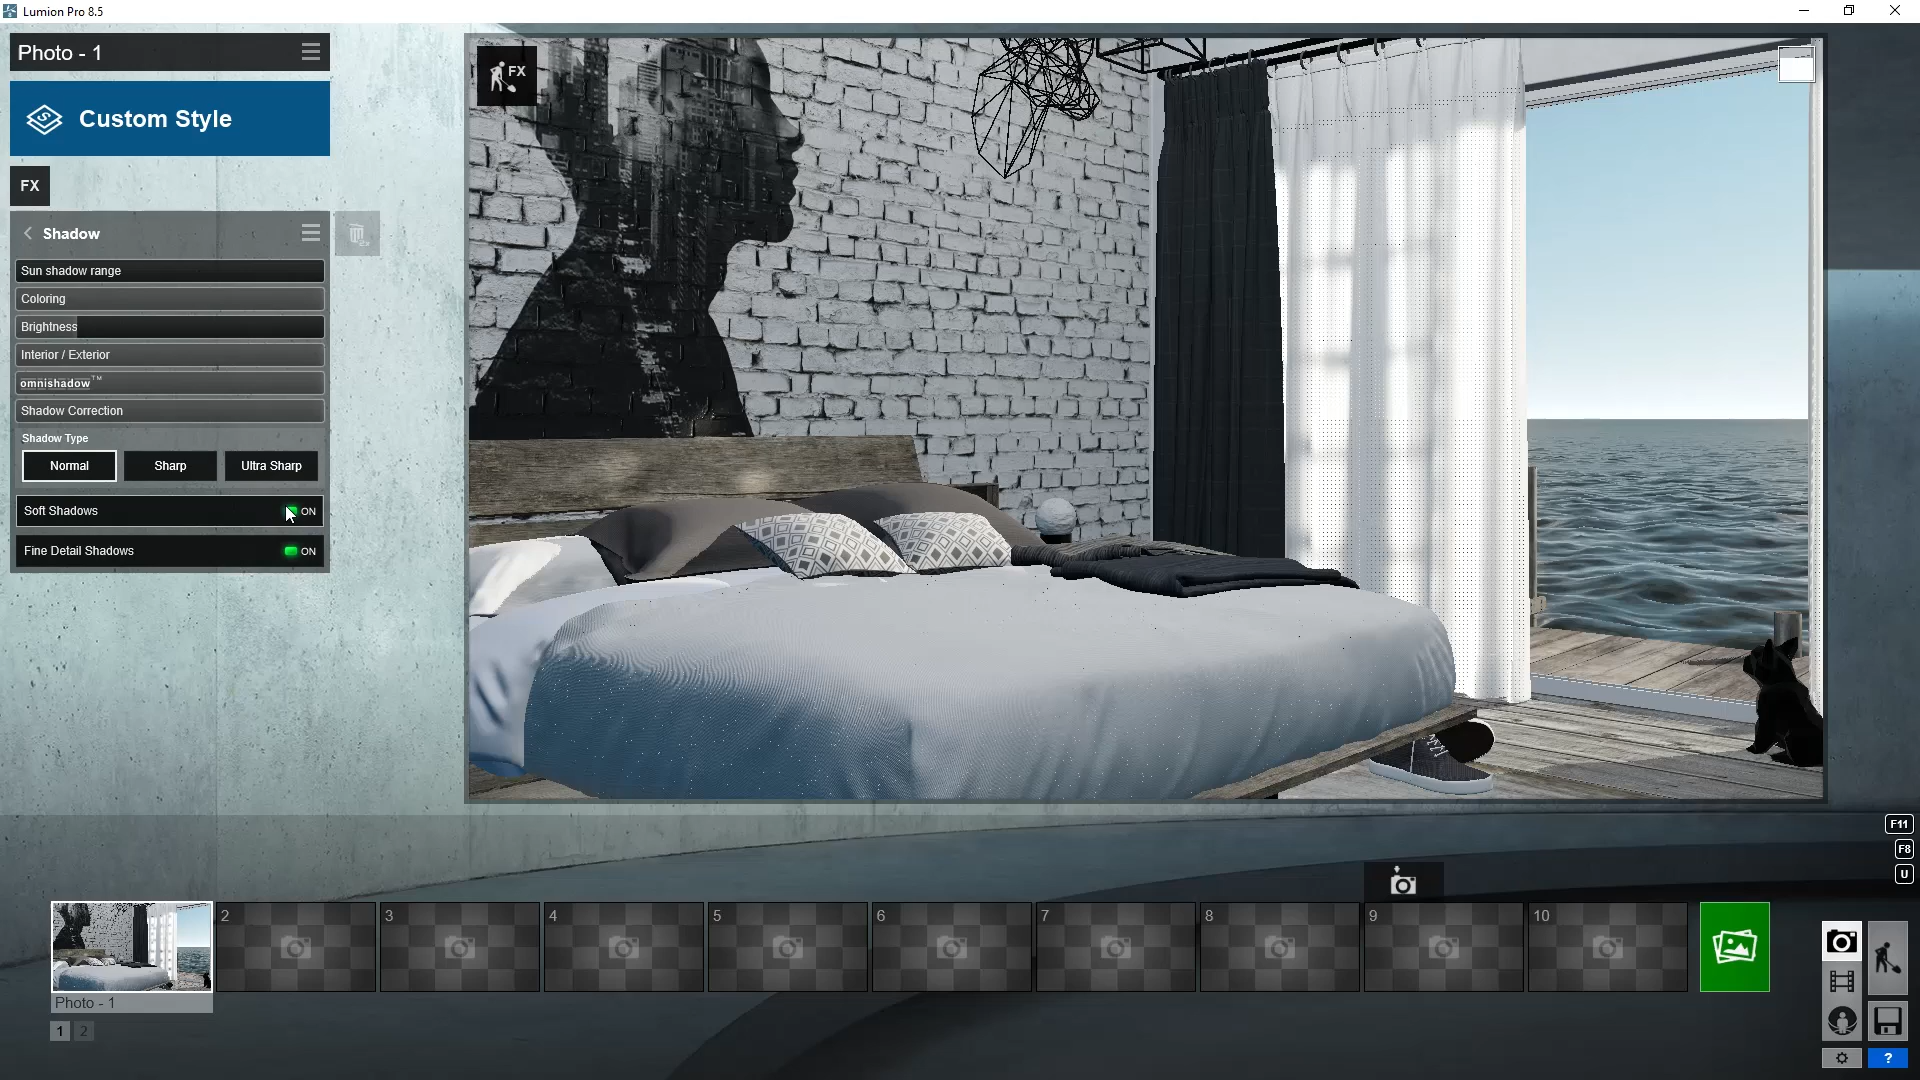 Lumion Pro 8.5
Photo - 1
Custom Style
FX
FX
Shadow
2x
Sun shadow range
Coloring
Brightness
Interior / Exterior
omnishadow™
Shadow Correction
Shadow Type
Normal Sharp Ultra Sharp
Soft Shadows ON
Fine Detail Shadows ON
F11
F8
U
2 3 4 5 6 7 8 9 10
Photo - 1
1 2
?